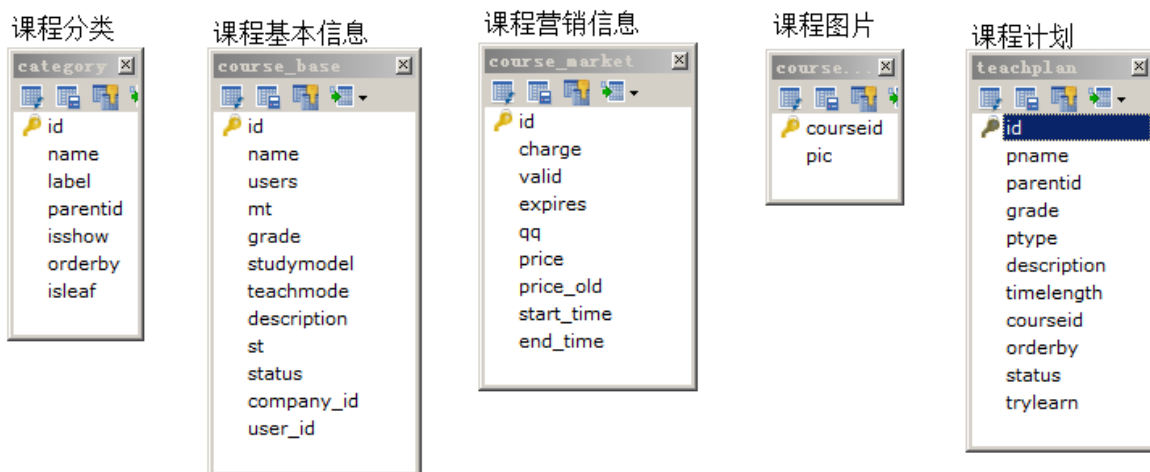 课程分类
category
id
name
label
parentid
isshow
orderby
isleaf
课程基本信息
course_base
id
name
users
mt
grade
studymodel
teachmode
description
st
status
company_id
user_id
课程营销信息
course_market
id
charge
valid
expires
qq
price
price_old
start_time
end_time
课程图片
course...
courseid
pic
课程计划
teachplan
id
pname
parentid
grade
ptype
description
timelength
courseid
orderby
status
trylearn